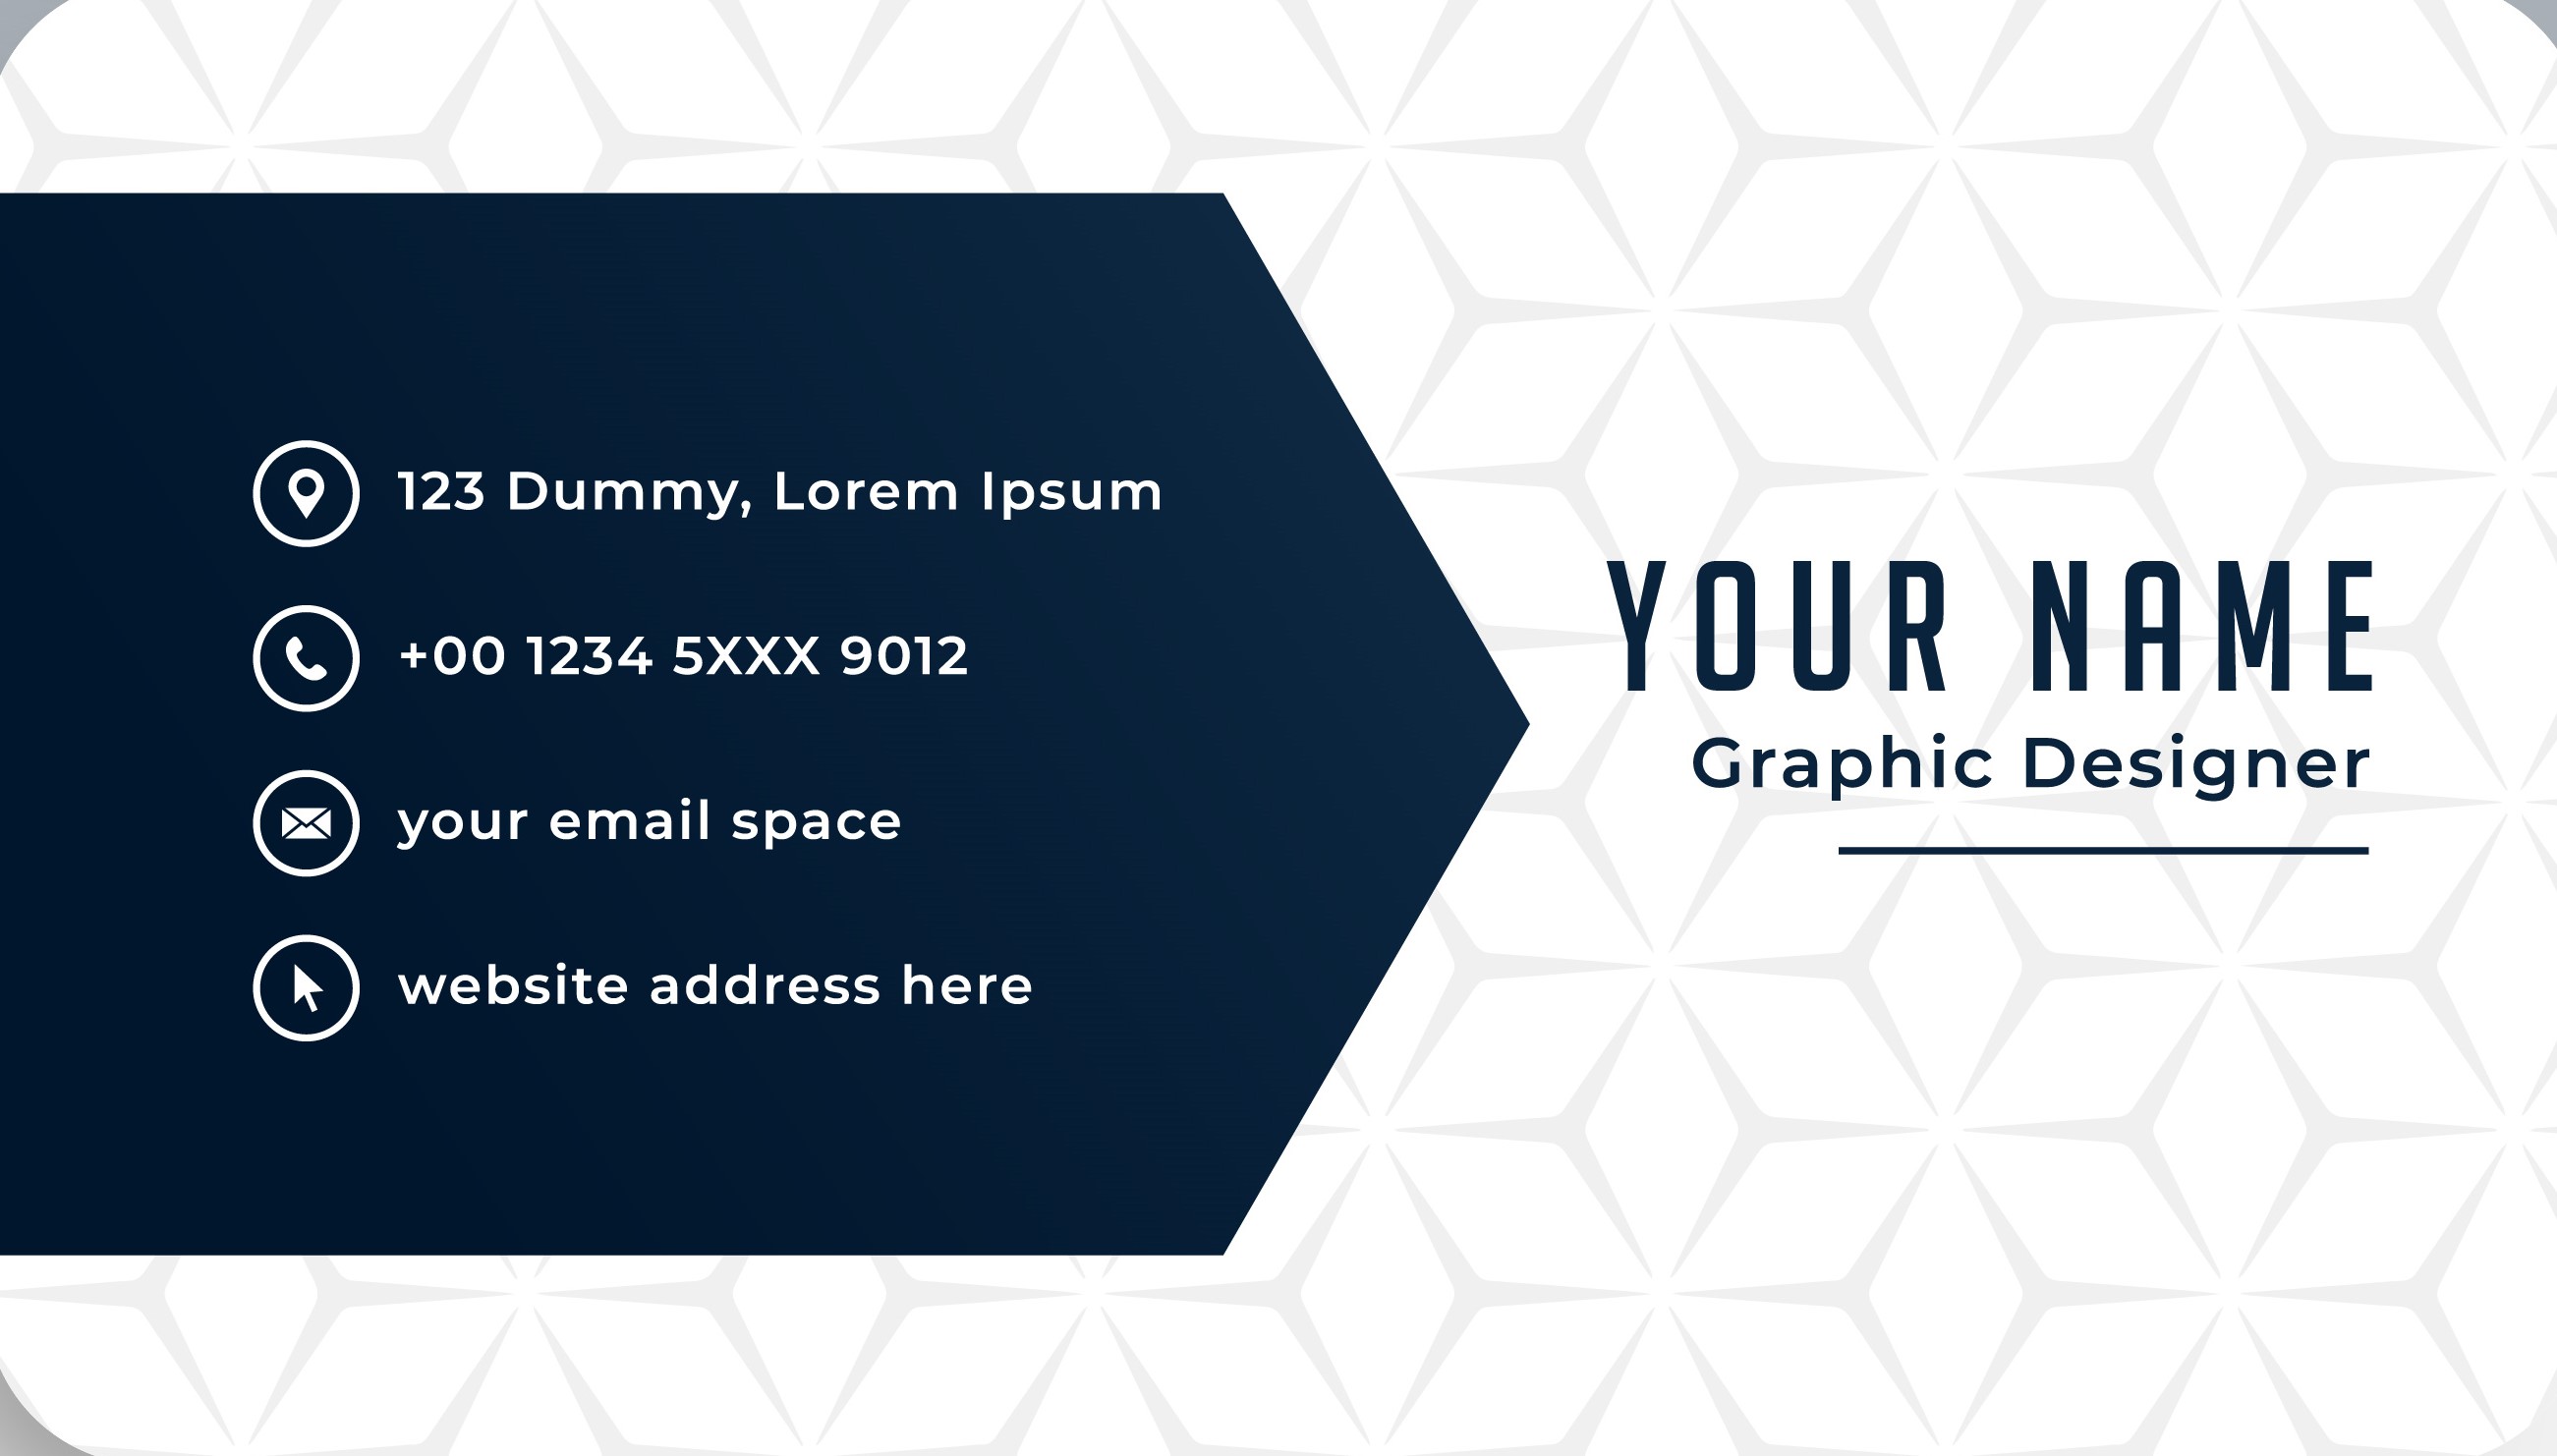 123 Dummy, Lorem Ipsum
+00 1234 5XXX 9012
your email space
website address here
YOUR NAME
Graphic Designer